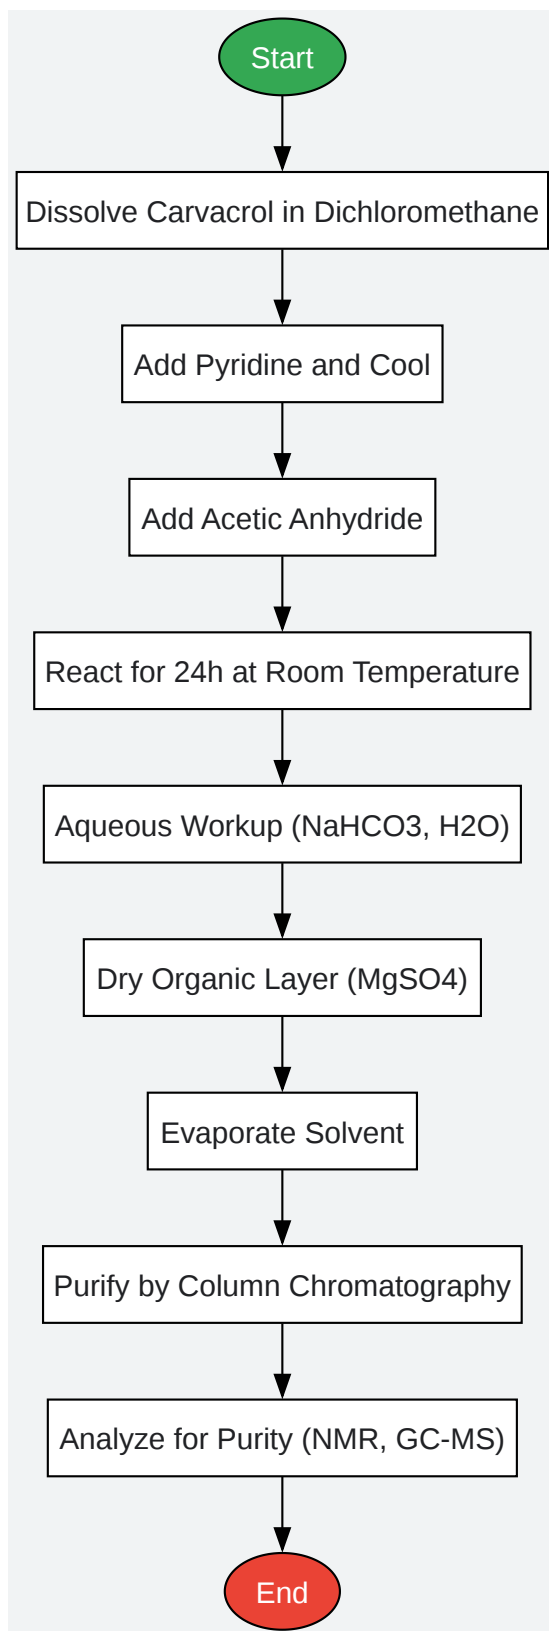 Start
Dissolve Carvacrol in Dichloromethane
Add Pyridine and Cool
Add Acetic Anhydride
React for 24h at Room Temperature
Aqueous Workup (NaHCO3, H2O)
Dry Organic Layer (MgSO4)
Evaporate Solvent
Purify by Column Chromatography
Analyze for Purity (NMR, GC-MS)
End